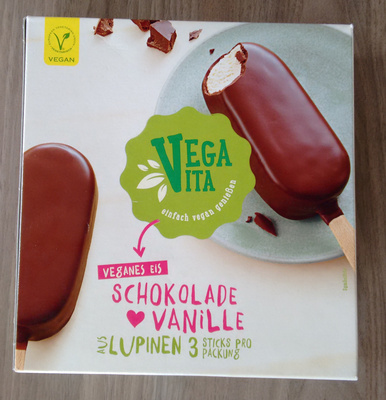 VEGAN
VEGA
VITA
einfach vegan genießen
VEGANES EIS
SCHOKOLADE
VANILLE
AUS LUPINEN 3 STICKS PRO
PACKUNG